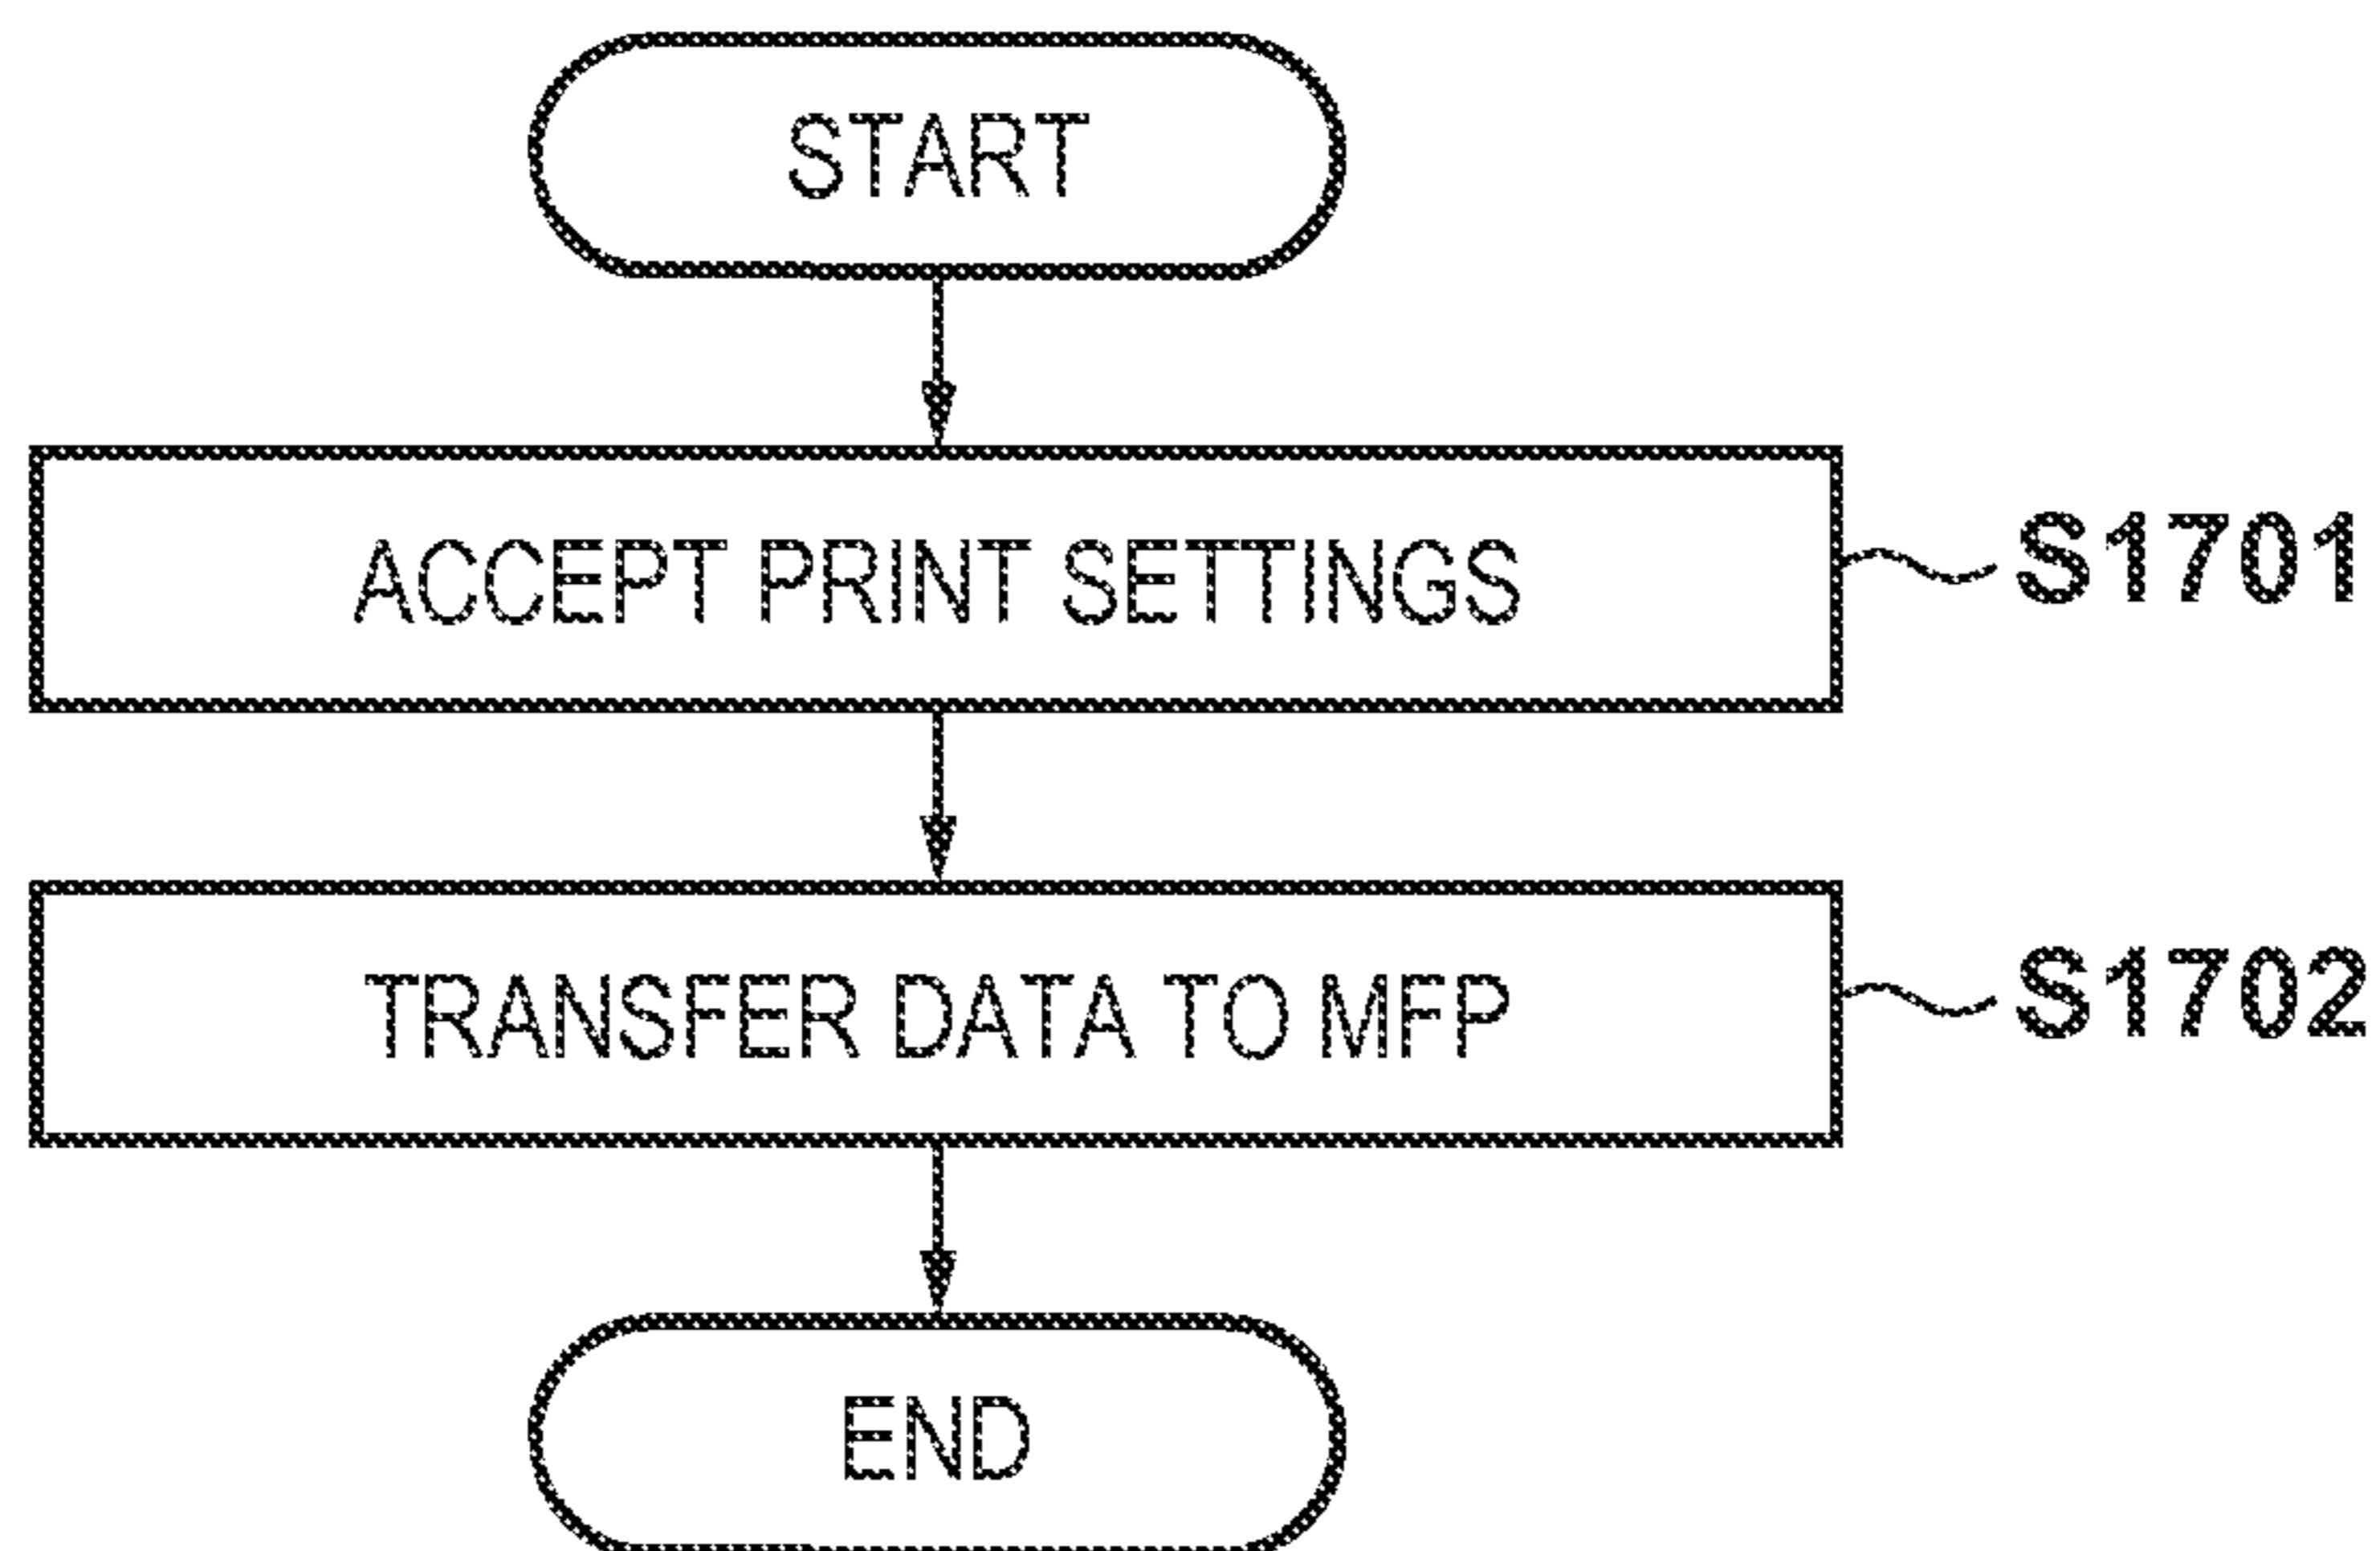 START
ACCEPT PRINT SETTINGS
S1701
TRANSFER DATA TO MFP
S1702
END